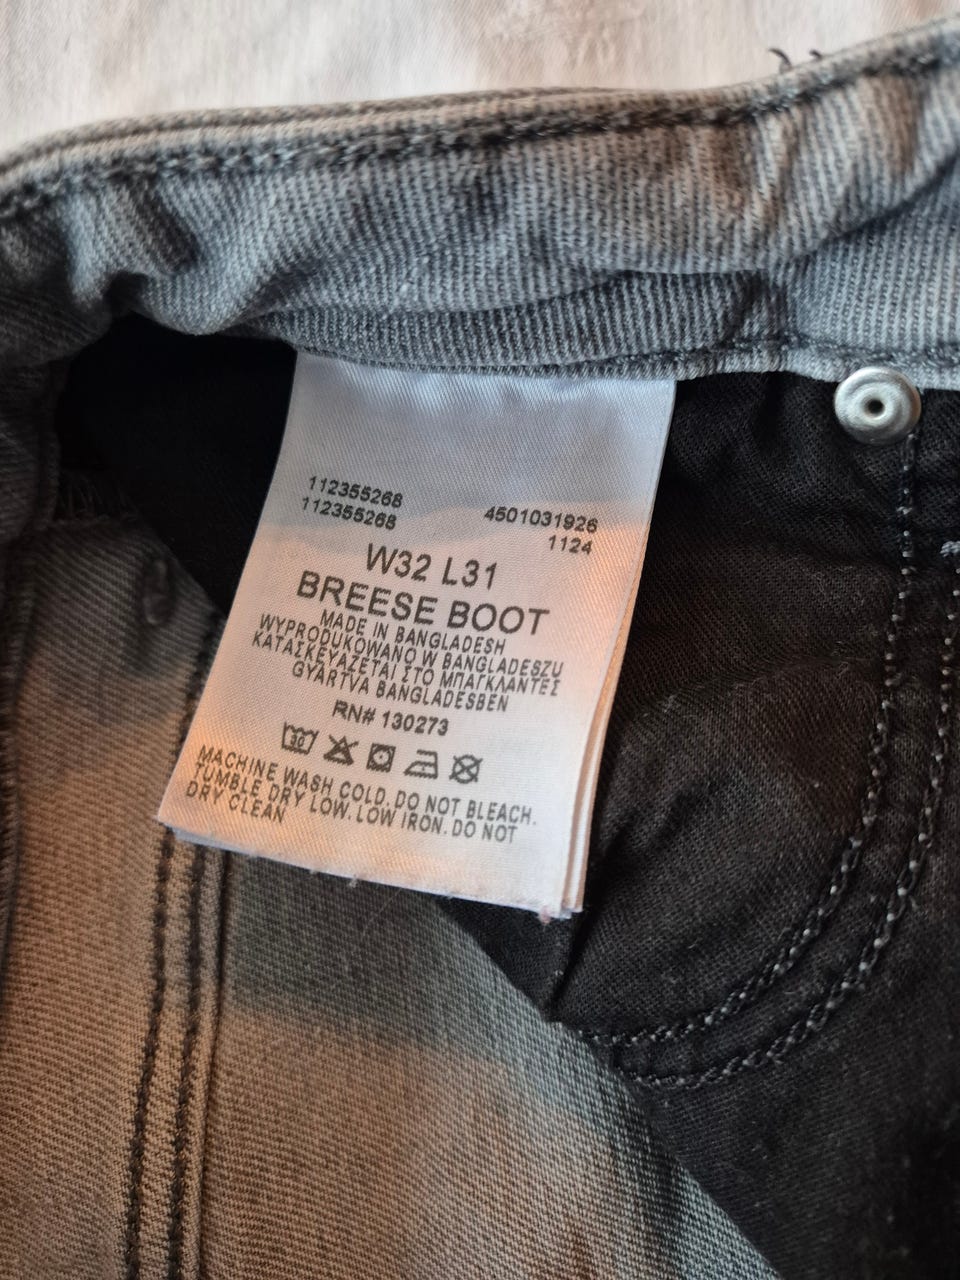 112355268
112355268 4501031926
1124
W32 L31
BREESE BOOT
MADE IN BANGLADESH
WYPRODUKOWANO W BANGLADESZU
ΚΑΤΑΣΚΕΥΑΖΕΤΑΙ ΣΤΟ ΜΠΑΓΚΛΑΝΤΕΣ
GYÁRTVA BANGLADESBEN
RN# 130273
30
MACHINE WASH COLD. DO NOT BLEACH.
TUMBLE DRY LOW. LOW IRON. DO NOT
DRY CLEAN